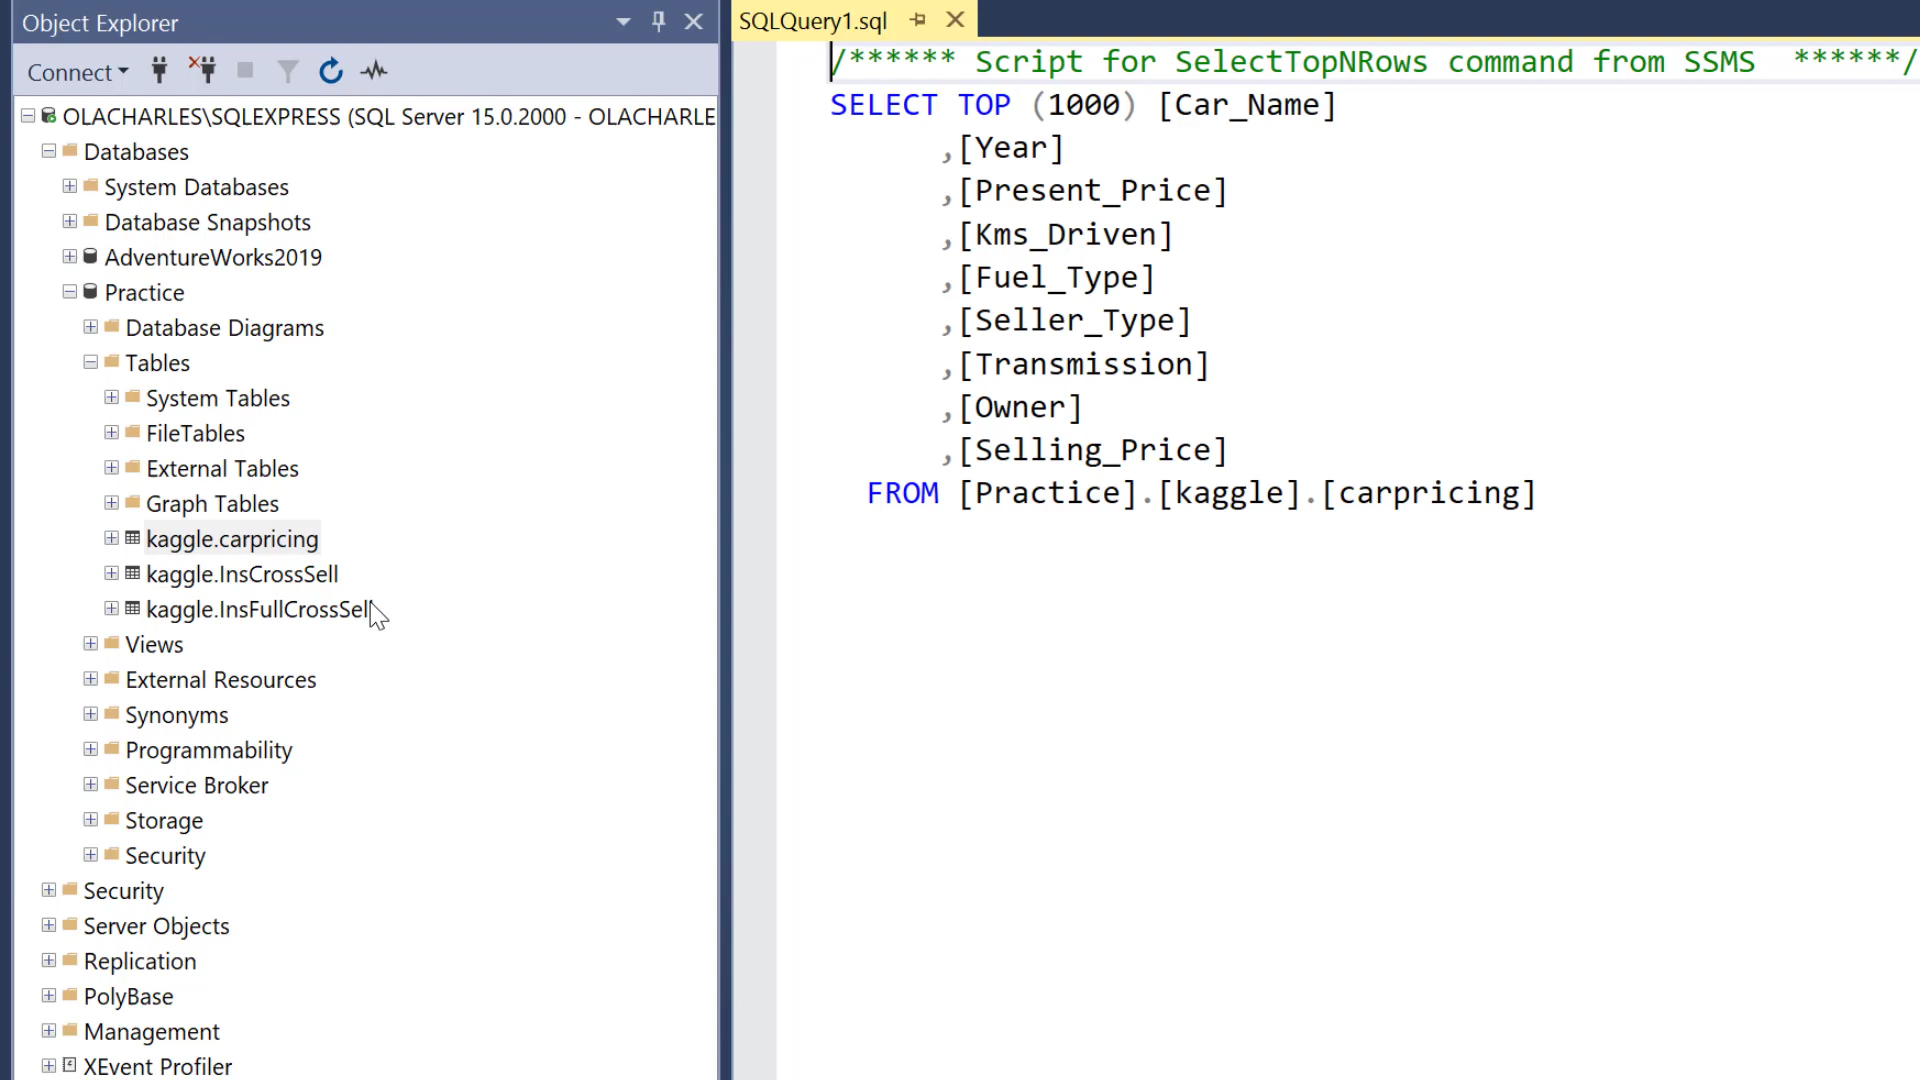 Object Explorer
Connect
OLACHARLES\SQLEXPRESS (SQL Server 15.0.2000 - OLACHARLE
Databases
System Databases
Database Snapshots
AdventureWorks2019
Practice
Database Diagrams
Tables
System Tables
FileTables
External Tables
Graph Tables
kaggle.carpricing
kaggle.InsCrossSell
kaggle.InsFullCrossSell
Views
External Resources
Synonyms
Programmability
Service Broker
Storage
Security
Security
Server Objects
Replication
PolyBase
Management
XEvent Profiler
SQLQuery1.sql
/****** Script for SelectTopNRows command from SSMS  ******/
SELECT TOP (1000) [Car_Name]
,[Year]
,[Present_Price]
,[Kms_Driven]
,[Fuel_Type]
,[Seller_Type]
,[Transmission]
,[Owner]
,[Selling_Price]
FROM [Practice].[kaggle].[carpricing]